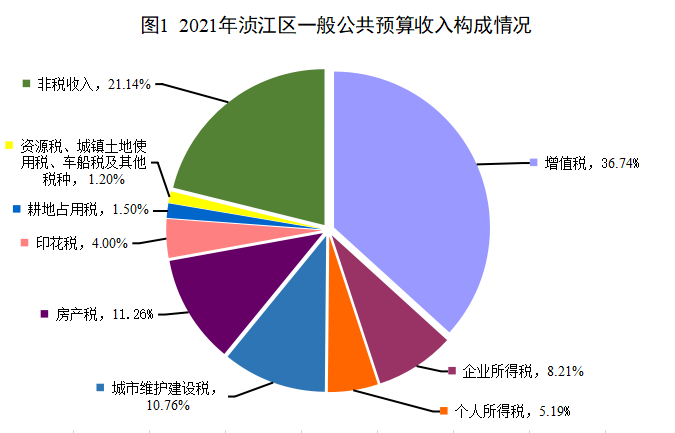 图1 2021年浈江区一般公共预算收入构成情况
非税收入，21.14%
资源税、城镇土地使
用税、车船税及其他
税种，1.20%
耕地占用税，1.50%
印花税，4.00%
房产税，11.26%
城市维护建设税，
10.76%
增值税，36.74%
企业所得税，8.21%
个人所得税，5.19%